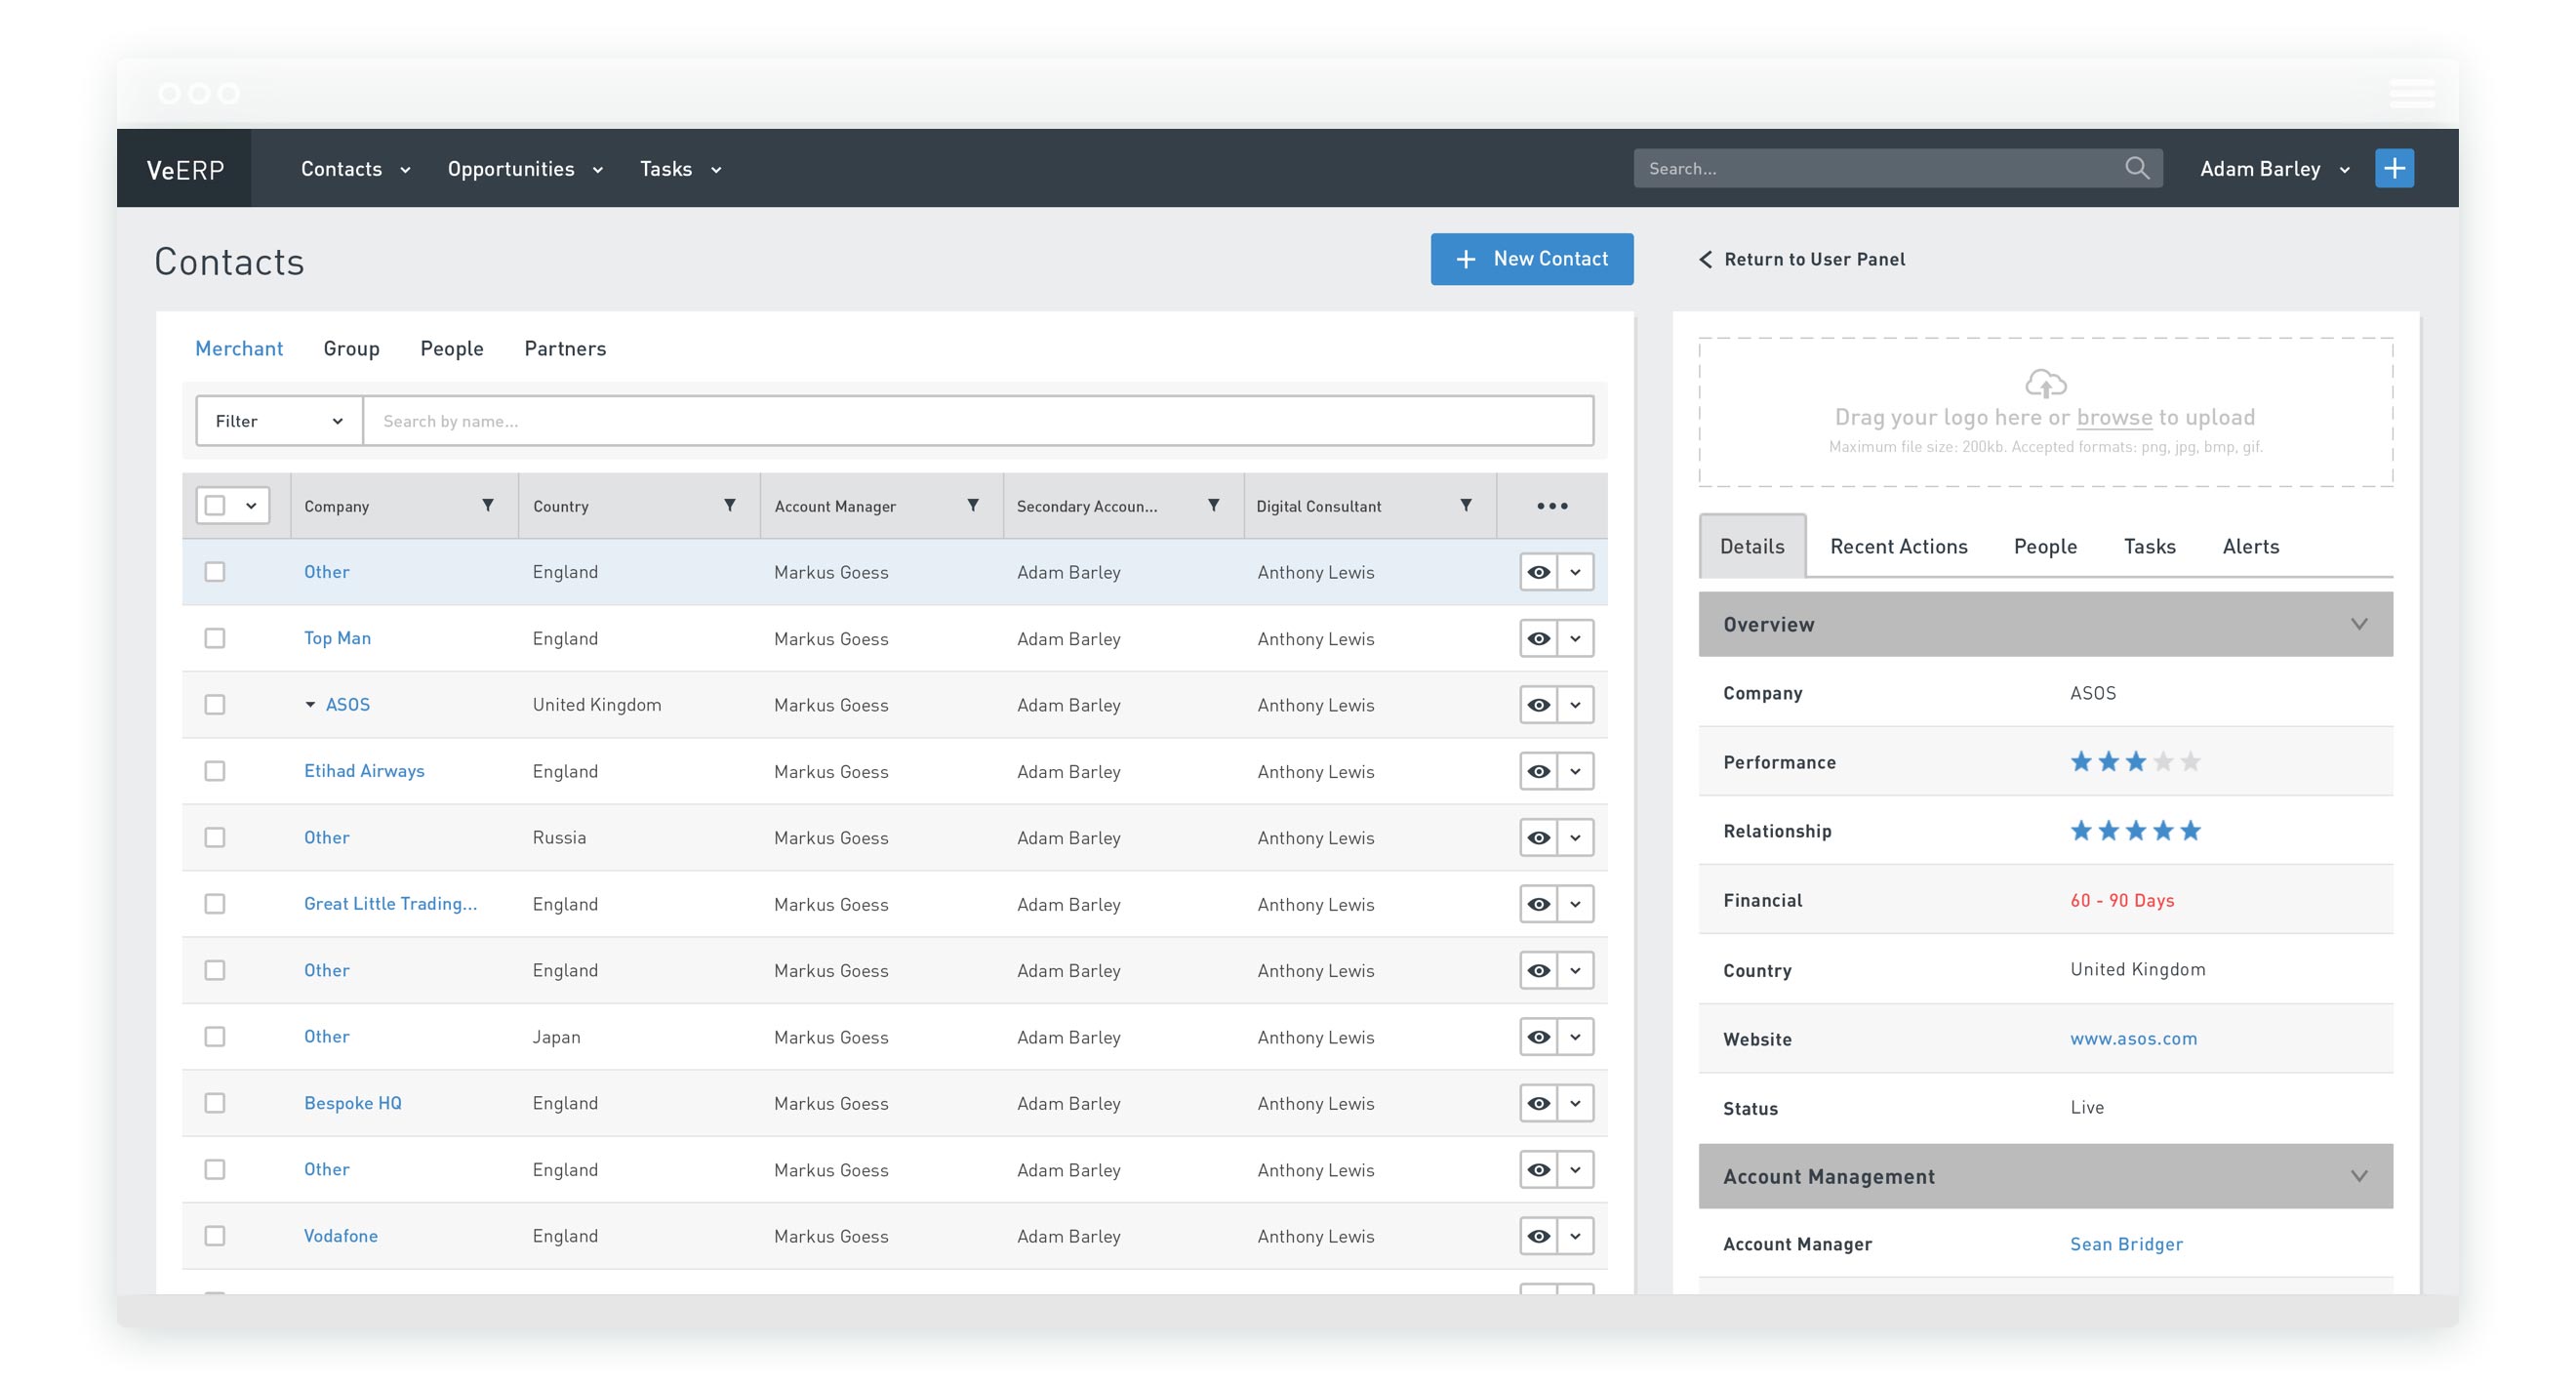 VeERP Contacts Opportunities Tasks Search... Adam Barley
Contacts
New Contact
Merchant Group People Partners
Filter Search by name...
Company Country Account Manager Secondary Accoun... Digital Consultant
Other England Markus Goess Adam Barley Anthony Lewis
Top Man England Markus Goess Adam Barley Anthony Lewis
ASOS United Kingdom Markus Goess Adam Barley Anthony Lewis
Etihad Airways England Markus Goess Adam Barley Anthony Lewis
Other Russia Markus Goess Adam Barley Anthony Lewis
Great Little Trading... England Markus Goess Adam Barley Anthony Lewis
Other England Markus Goess Adam Barley Anthony Lewis
Other Japan Markus Goess Adam Barley Anthony Lewis
Bespoke HQ England Markus Goess Adam Barley Anthony Lewis
Other England Markus Goess Adam Barley Anthony Lewis
Vodafone England Markus Goess Adam Barley Anthony Lewis
Return to User Panel
Drag your logo here or browse to upload
Maximum file size: 200kb. Accepted formats: png, jpg, bmp, gif.
Details Recent Actions People Tasks Alerts
Overview
Company ASOS
Performance
Relationship
Financial 60 - 90 Days
Country United Kingdom
Website www.asos.com
Status Live
Account Management
Account Manager Sean Bridger